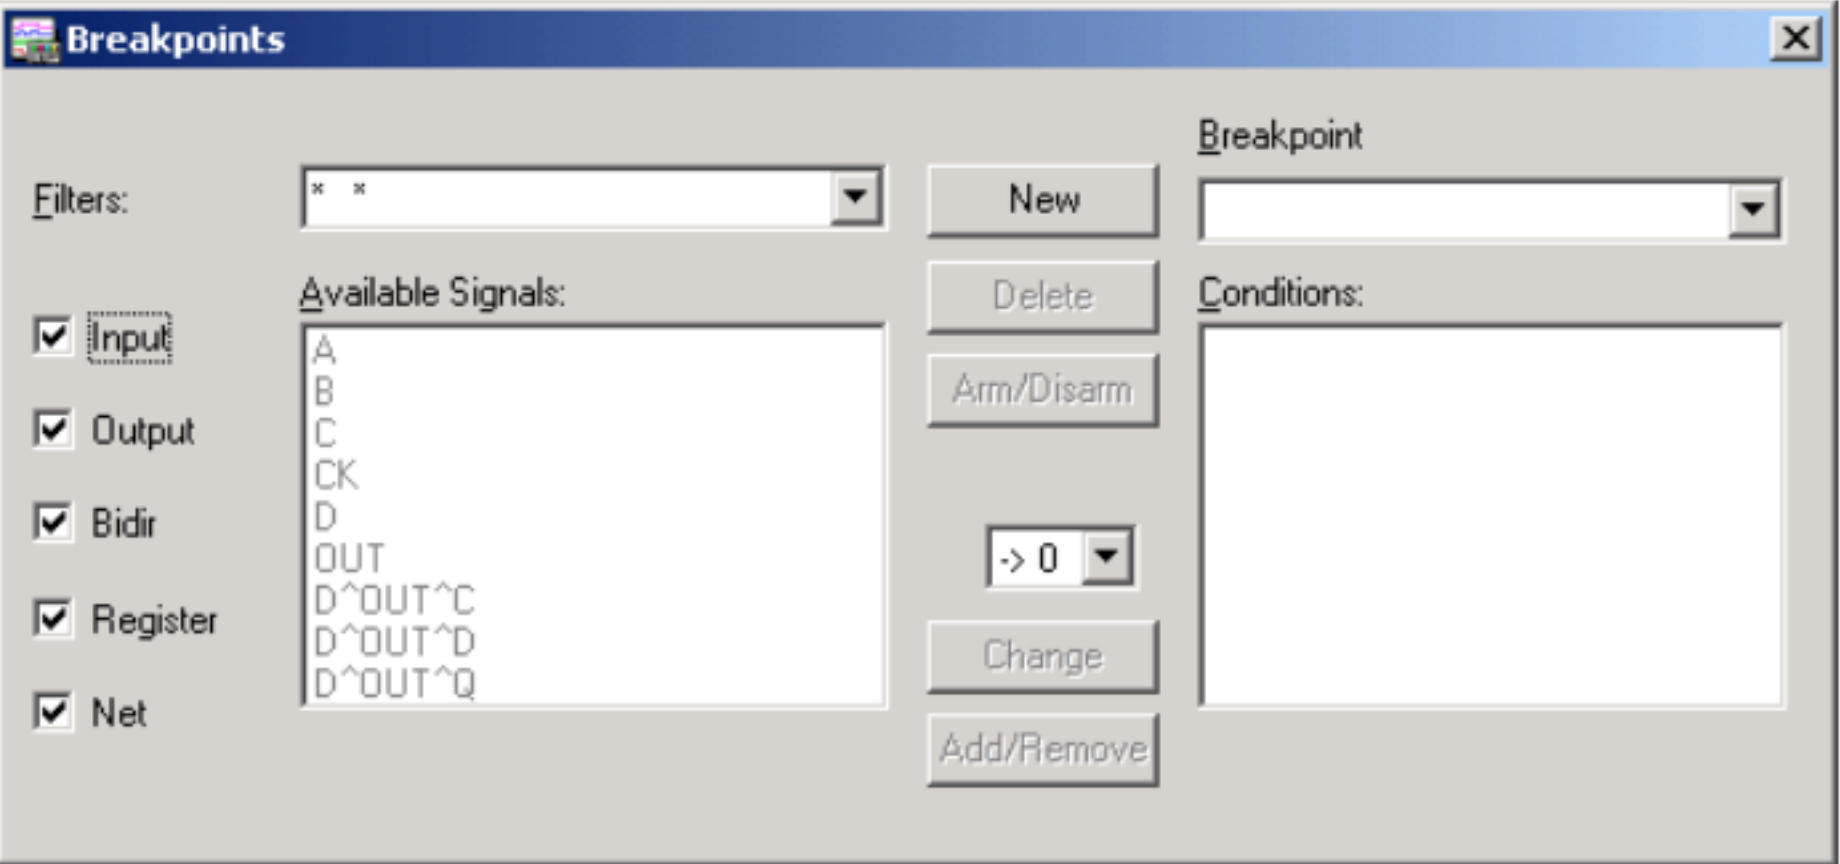 Breakpoints
Breakpoint
Filters:
* *
New
Available Signals:
Delete
Conditions:
Input
A
B
Arm/Disarm
Output
C
CK
Bidir
D
OUT
-> 0
D^OUT^C
Register
D^OUT^D
Change
D^OUT^Q
Net
Add/Remove